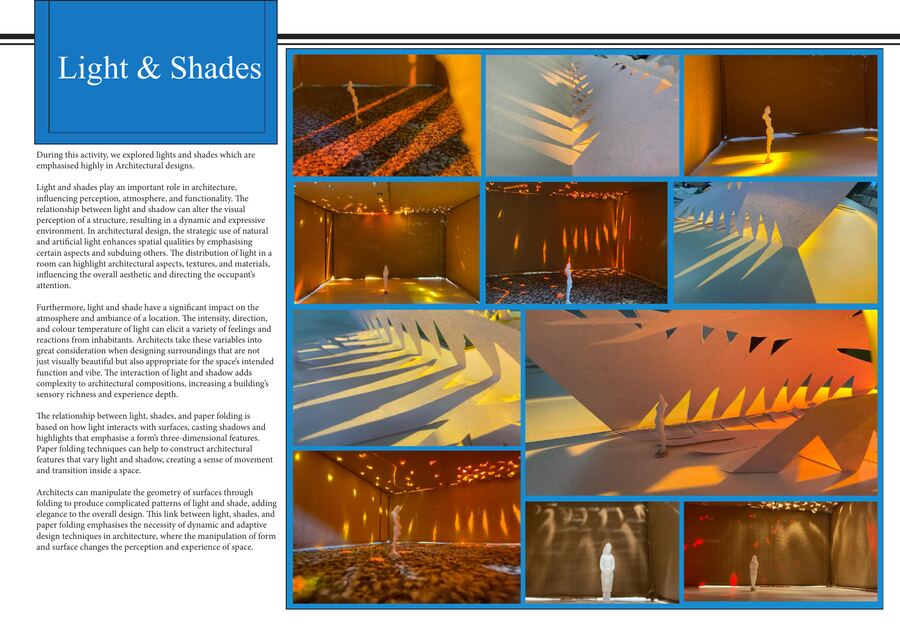 Light & Shades
During this activity, we explored lights and shades which are
emphasised highly in Architectural designs.
Light and shades play an important role in architecture,
influencing perception, atmosphere, and functionality. The
relationship between light and shadow can alter the visual
perception of a structure, resulting in a dynamic and expressive
environment. In architectural design, the strategic use of natural
and artificial light enhances spatial qualities by emphasising
certain aspects and subduing others. The distribution of light in a
room can highlight architectural aspects, textures, and materials,
influencing the overall aesthetic and directing the occupant's
attention.
Furthermore, light and shade have a significant impact on the
atmosphere and ambiance of a location. The intensity, direction,
and colour temperature of light can elicit a variety of feelings and
reactions from inhabitants. Architects take these variables into
great consideration when designing surroundings that are not
just visually beautiful but also appropriate for the space's intended
function and vibe. The interaction of light and shadow adds
complexity to architectural compositions, increasing a building's
sensory richness and experience depth.
The relationship between light, shades, and paper folding is
based on how light interacts with surfaces, casting shadows and
highlights that emphasise a form's three-dimensional features.
Paper folding techniques can help to construct architectural
features that vary light and shadow, creating a sense of movement
and transition inside a space.
Architects can manipulate the geometry of surfaces through
folding to produce complicated patterns of light and shade, adding
elegance to the overall design. This link between light, shades, and
paper folding emphasises the necessity of dynamic and adaptive
design techniques in architecture, where the manipulation of form
and surface changes the perception and experience of space.